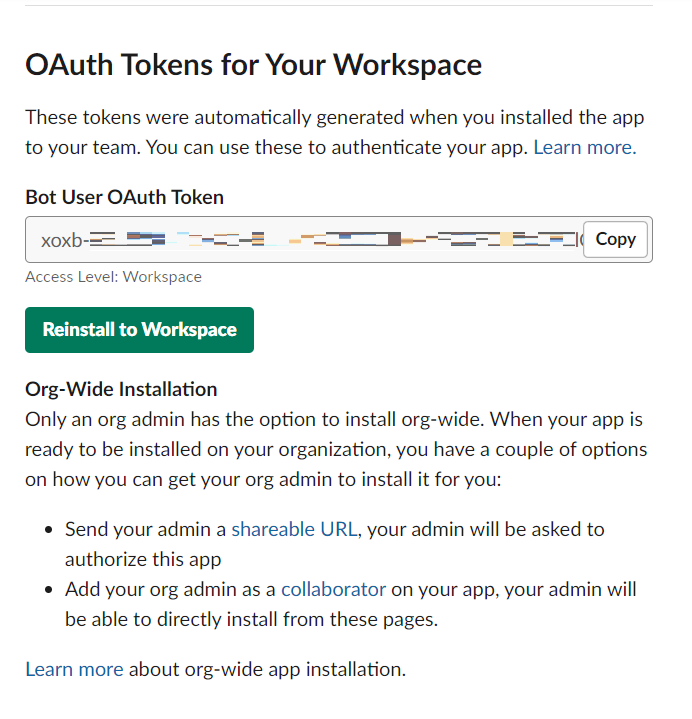 OAuth Tokens for Your Workspace
These tokens were automatically generated when you installed the app
to your team. You can use these to authenticate your app. Learn more.
Bot User OAuth Token
xoxb-
Copy
Access Level: Workspace
Reinstall to Workspace
Org-Wide Installation
Only an org admin has the option to install org-wide. When your app is
ready to be installed on your organization, you have a couple of options
on how you can get your org admin to install it for you:
• Send your admin a shareable URL, your admin will be asked to
authorize this app
• Add your org admin as a collaborator on your app, your admin will
be able to directly install from these pages.
Learn more about org-wide app installation.